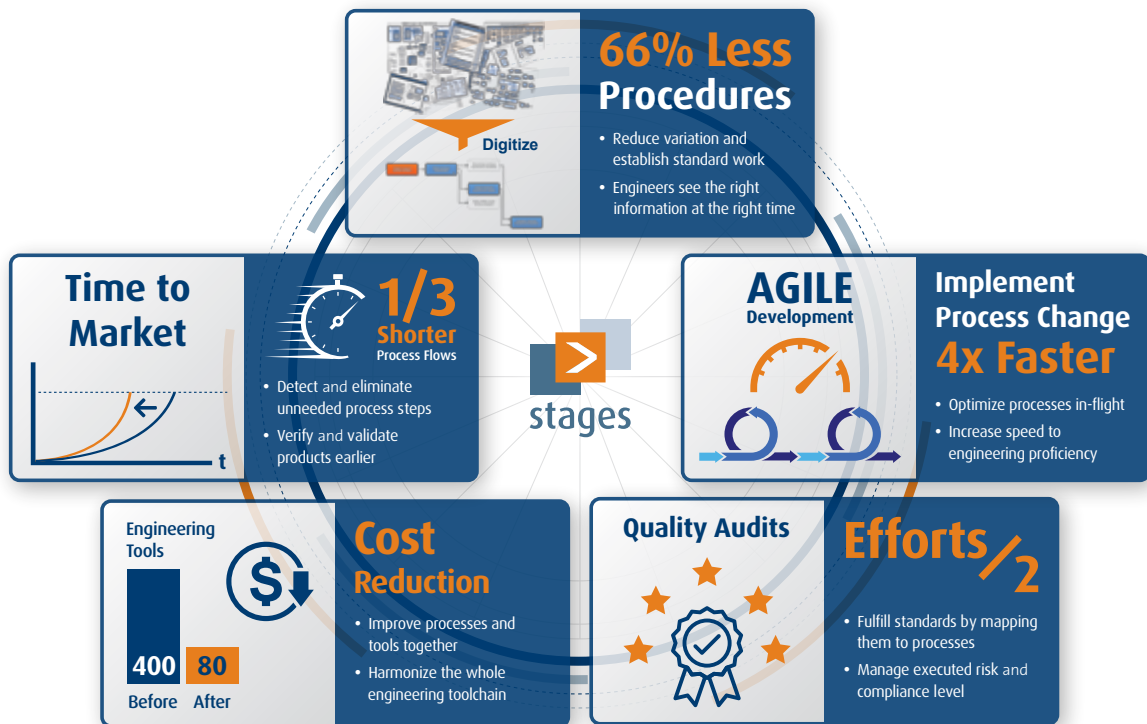 Digitize
66% Less
Procedures
• Reduce variation and
establish standard work
• Engineers see the right
information at the right time
Time to
Market
t
1/3
Shorter
Process Flows
• Detect and eliminate
unneeded process steps
• Verify and validate
products earlier
stages
AGILE
Development
Implement
Process Change
4x Faster
• Optimize processes in-flight
• Increase speed to
engineering proficiency
Engineering
Tools
$
400
80
Before
After
Cost
Reduction
• Improve processes and
tools together
• Harmonize the whole
engineering toolchain
Quality Audits
Efforts/2
• Fulfill standards by mapping
them to processes
• Manage executed risk and
compliance level